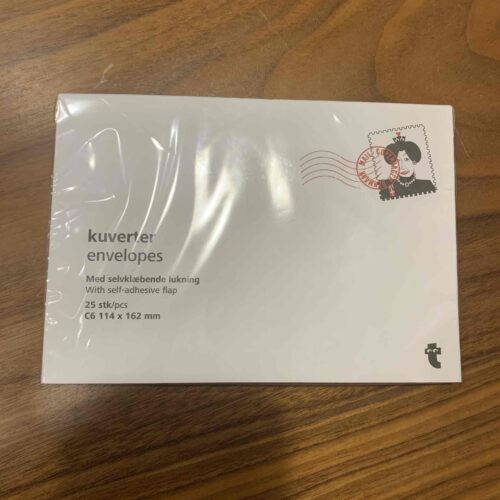 kuverter
envelopes
Med selvklæbende lukning
With self-adhesive flap
25 stk/pcs
C6 114 x 162 mm
t